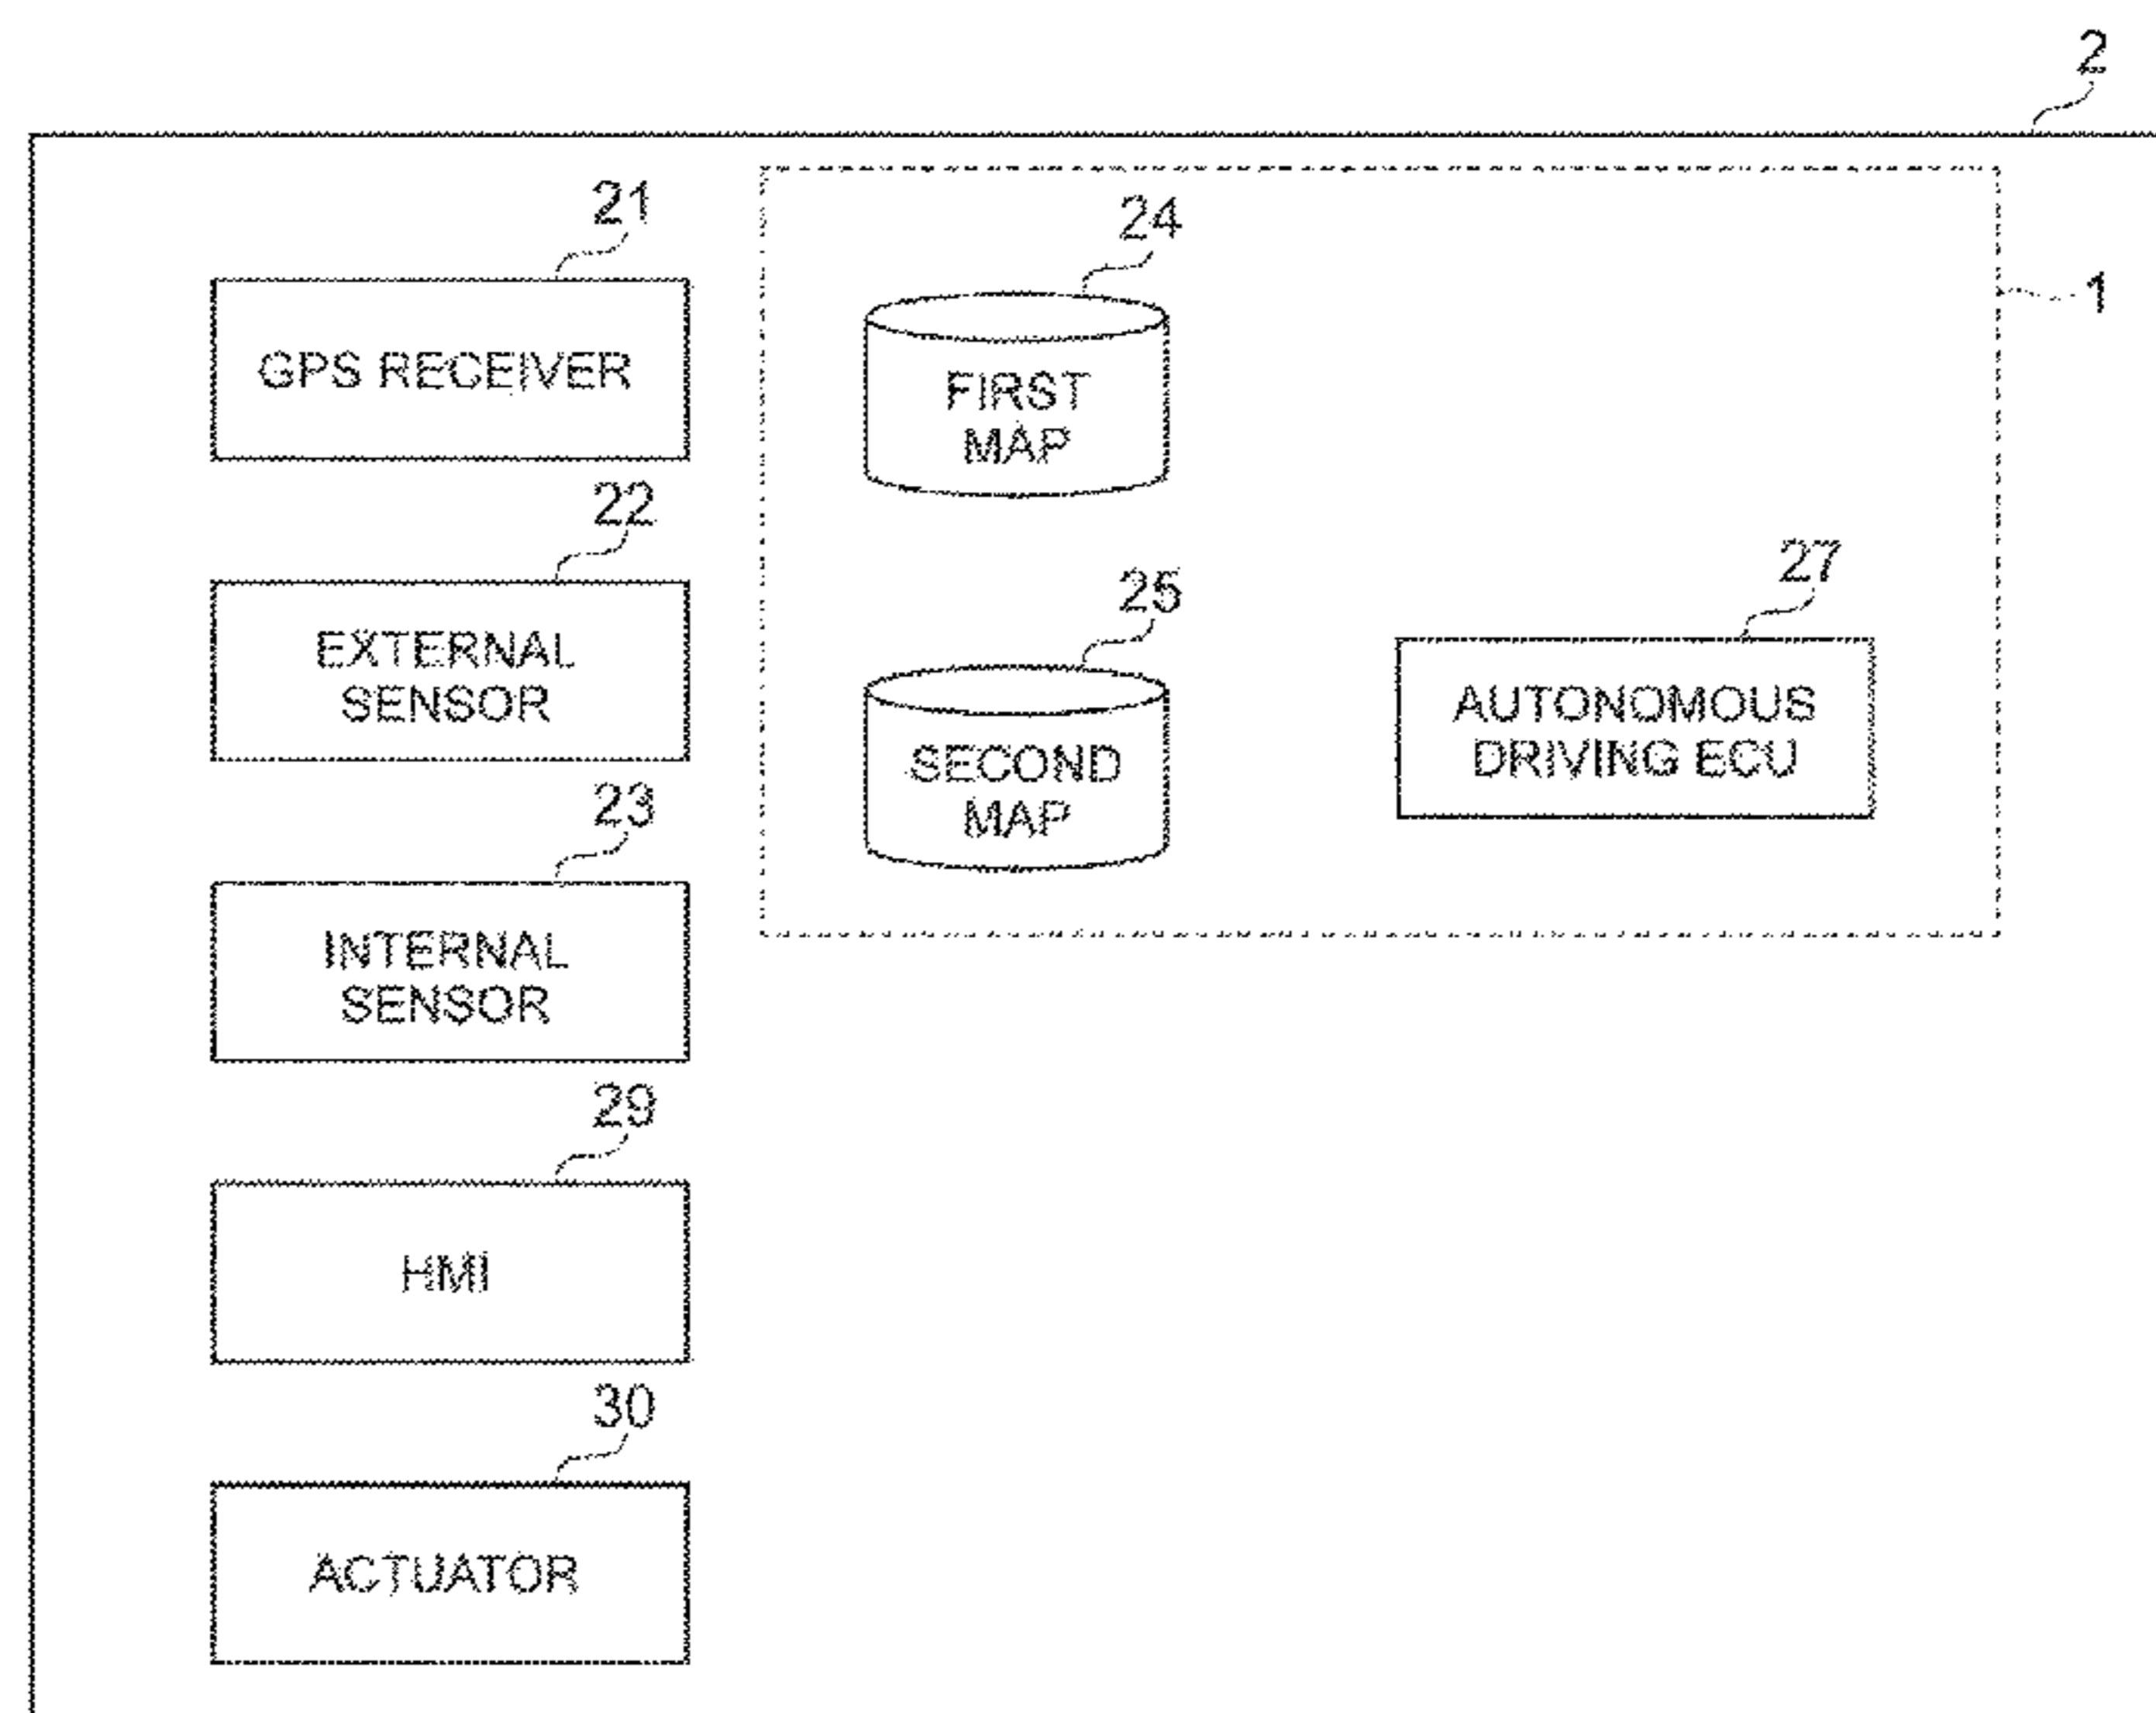 2
21
GPS RECEIVER
22
EXTERNAL
SENSOR
23
INTERNAL
SENSOR
29
HMI
30
ACTUATOR
1
24
FIRST
MAP
25
SECOND
MAP
27
AUTONOMOUS
DRIVING ECU